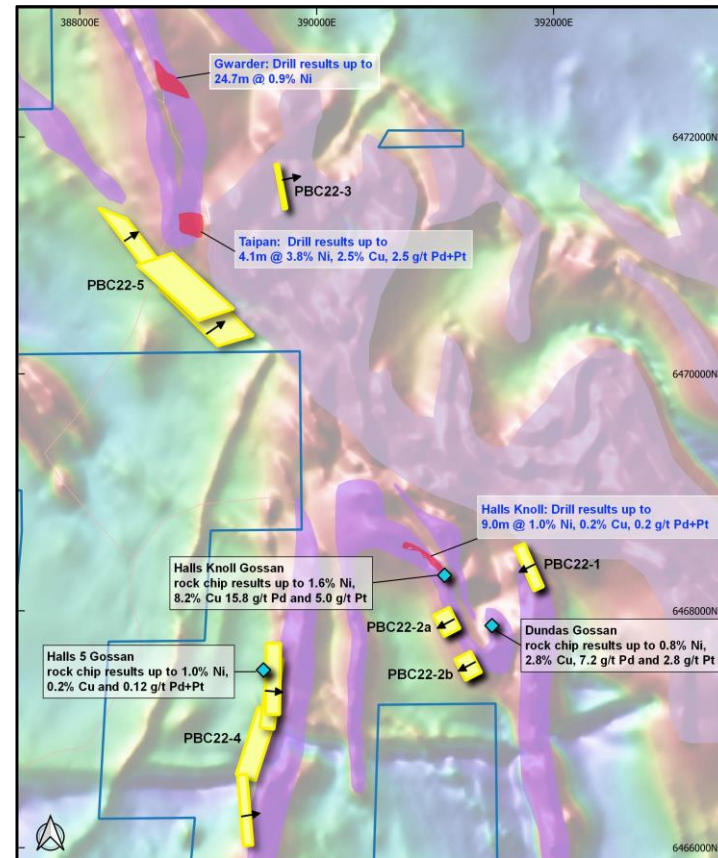 388000E
390000E
392000E
Gwarder: Drill results up to
24.7m @ 0.9% Ni
6472000N
PBC22-3
Taipan:  Drill results up to
4.1m @ 3.8% Ni, 2.5% Cu, 2.5 g/t Pd+Pt
PBC22-5
6470000N
Halls Knoll: Drill results up to
9.0m @ 1.0% Ni, 0.2% Cu, 0.2 g/t Pd+Pt
Halls Knoll Gossan
rock chip results up to 1.6% Ni,
8.2% Cu 15.8 g/t Pd and 5.0 g/t Pt
PBC22-1
6468000N
PBC22-2a
Dundas Gossan
rock chip results up to 0.8% Ni,
2.8% Cu, 7.2 g/t Pd and 2.8 g/t Pt
Halls 5 Gossan
rock chip results up to 1.0% Ni,
0.2% Cu and 0.12 g/t Pd+Pt
PBC22-2b
PBC22-4
6466000N